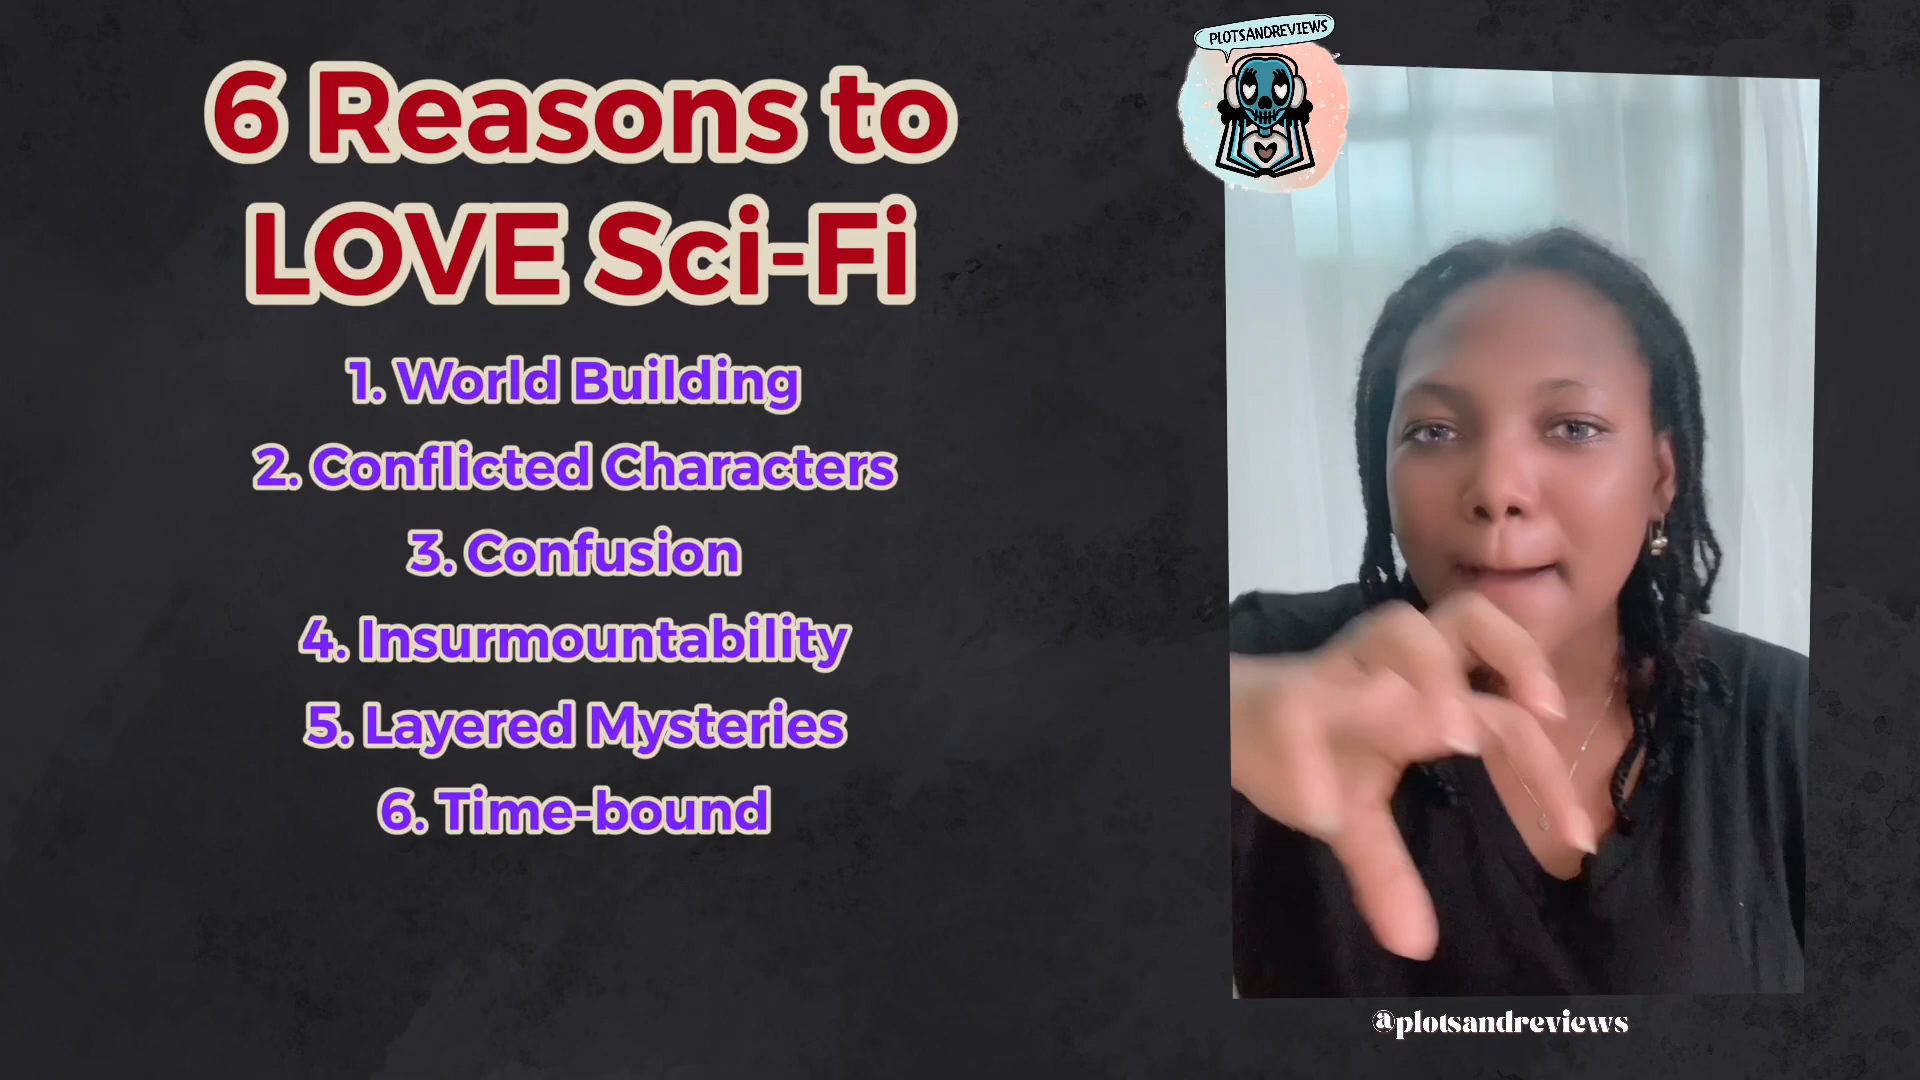 PLOTSANDREVIEWS
6 Reasons to
LOVE Sci-Fi
1. World Building
2. Conflicted Characters
3. Confusion
4. Insurmountability
5. Layered Mysteries
6. Time-bound
@plotsandreviews